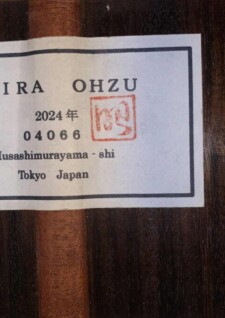 IRA OHZU
2024年
04066
Musashimurayama - shi
Tokyo Japan